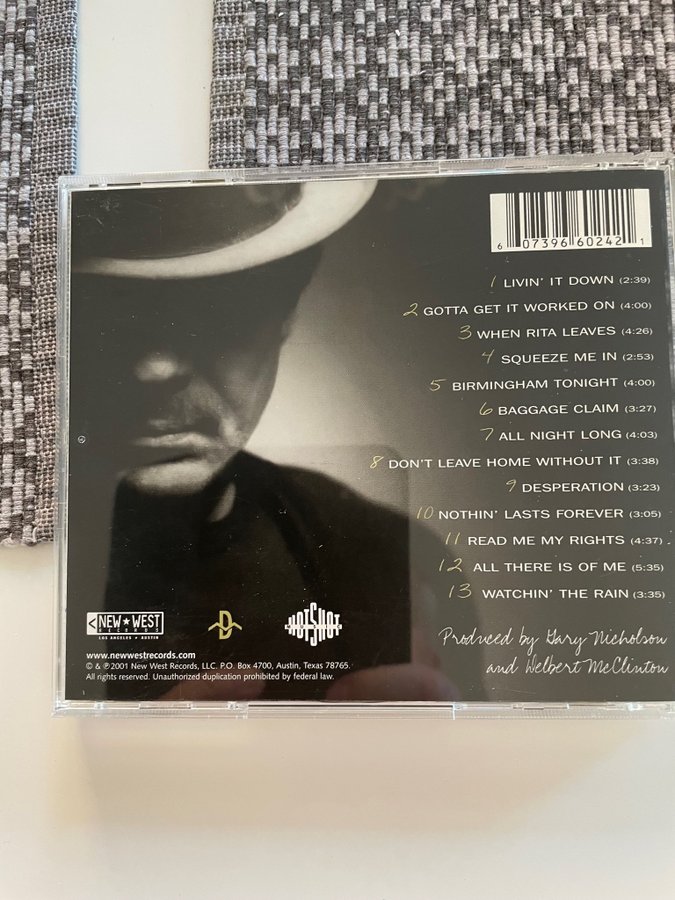 6 07396 60242 1
1 LIVIN' IT DOWN (2:39)
2 GOTTA GET IT WORKED ON (4:00)
3 WHEN RITA LEAVES (4:26)
4 SQUEEZE ME IN (2:53)
5 BIRMINGHAM TONIGHT (4:00)
6 BAGGAGE CLAIM (3:27)
7 ALL NIGHT LONG (4:03)
8 DON'T LEAVE HOME WITHOUT IT (3:38)
9 DESPERATION (3:23)
10 NOTHIN' LASTS FOREVER (3:05)
11 READ ME MY RIGHTS (4:37)
12 ALL THERE IS OF ME (5:35)
13 WATCHIN' THE RAIN (3:35)
Produced by Gary Nicholson
and Delbert McClinton
NEW★WEST
RECORDS
LOS ANGELES • AUSTIN
D
HOTSHOT
www.newwestrecords.com
© & ℗2001 New West Records, LLC. P.O. Box 4700, Austin, Texas 78765.
All rights reserved. Unauthorized duplication prohibited by federal law.